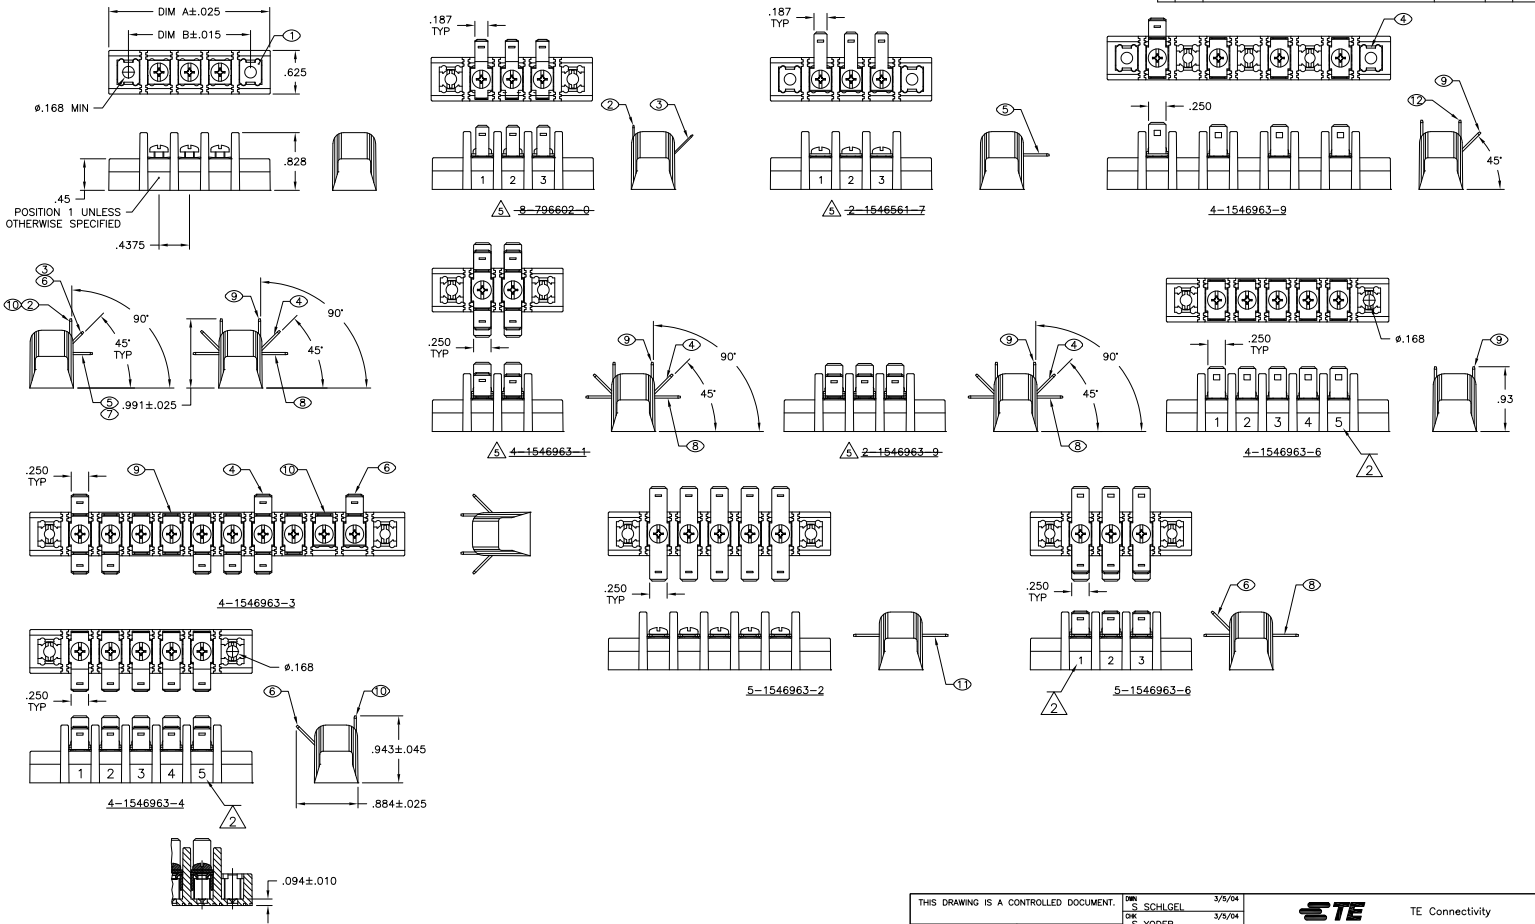 DIM A±.025
DIM B±.015
1
.625
ø.168 MIN
.828
.45
POSITION 1 UNLESS
OTHERWISE SPECIFIED
.4375
.187
TYP
2
3
1 2 3
5 8-796602-0
.187
TYP
5
1 2 3
5 2-1546561-7
4
.250
12
9
45°
4-1546963-9
3
6
10 2
90°
45°
TYP
5
7
.991±.025
9
4
90°
45°
8
.250
TYP
9
4
90°
45°
8
5 4-1546963-1
9
4
90°
45°
8
5 2-1546963-9
ø.168
.250
TYP
9
.93
1 2 3 4 5
4-1546963-6
2
.250
TYP
9
4
10
6
4-1546963-3
.250
TYP
11
5-1546963-2
.250
TYP
6
8
1 2 3
5-1546963-6
2
ø.168
.250
TYP
6
10
.943±.045
1 2 3 4 5
.884±.025
4-1546963-4
2
.094±.010
THIS DRAWING IS A CONTROLLED DOCUMENT.
DWN
S SCHLGEL 3/5/04
CHK 3/5/04
S YODER
TE
TE Connectivity